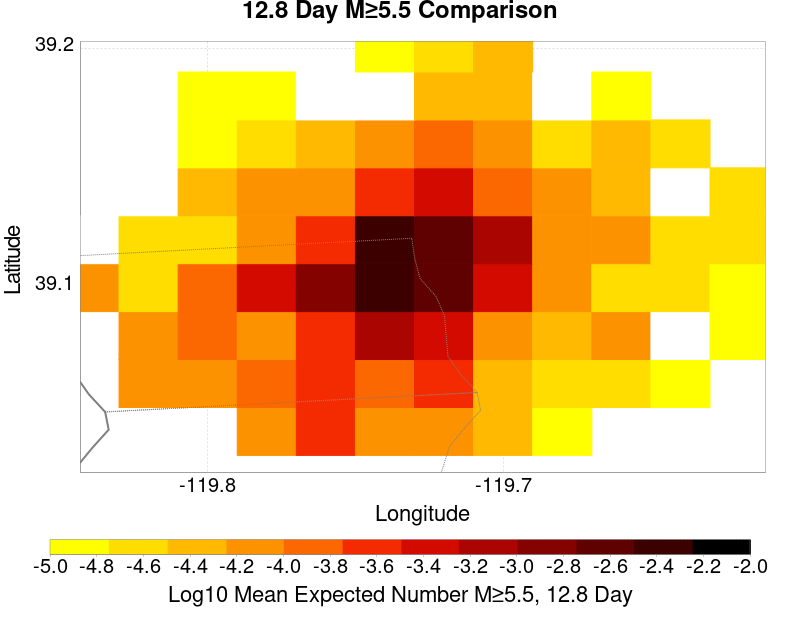 12.8 Day M≥5.5 Comparison
39.2
39.1
Latitude
-119.8 -119.7
Longitude
-5.0 -4.8 -4.6 -4.4 -4.2 -4.0 -3.8 -3.6 -3.4 -3.2 -3.0 -2.8 -2.6 -2.4 -2.2 -2.0
Log10 Mean Expected Number M≥5.5, 12.8 Day